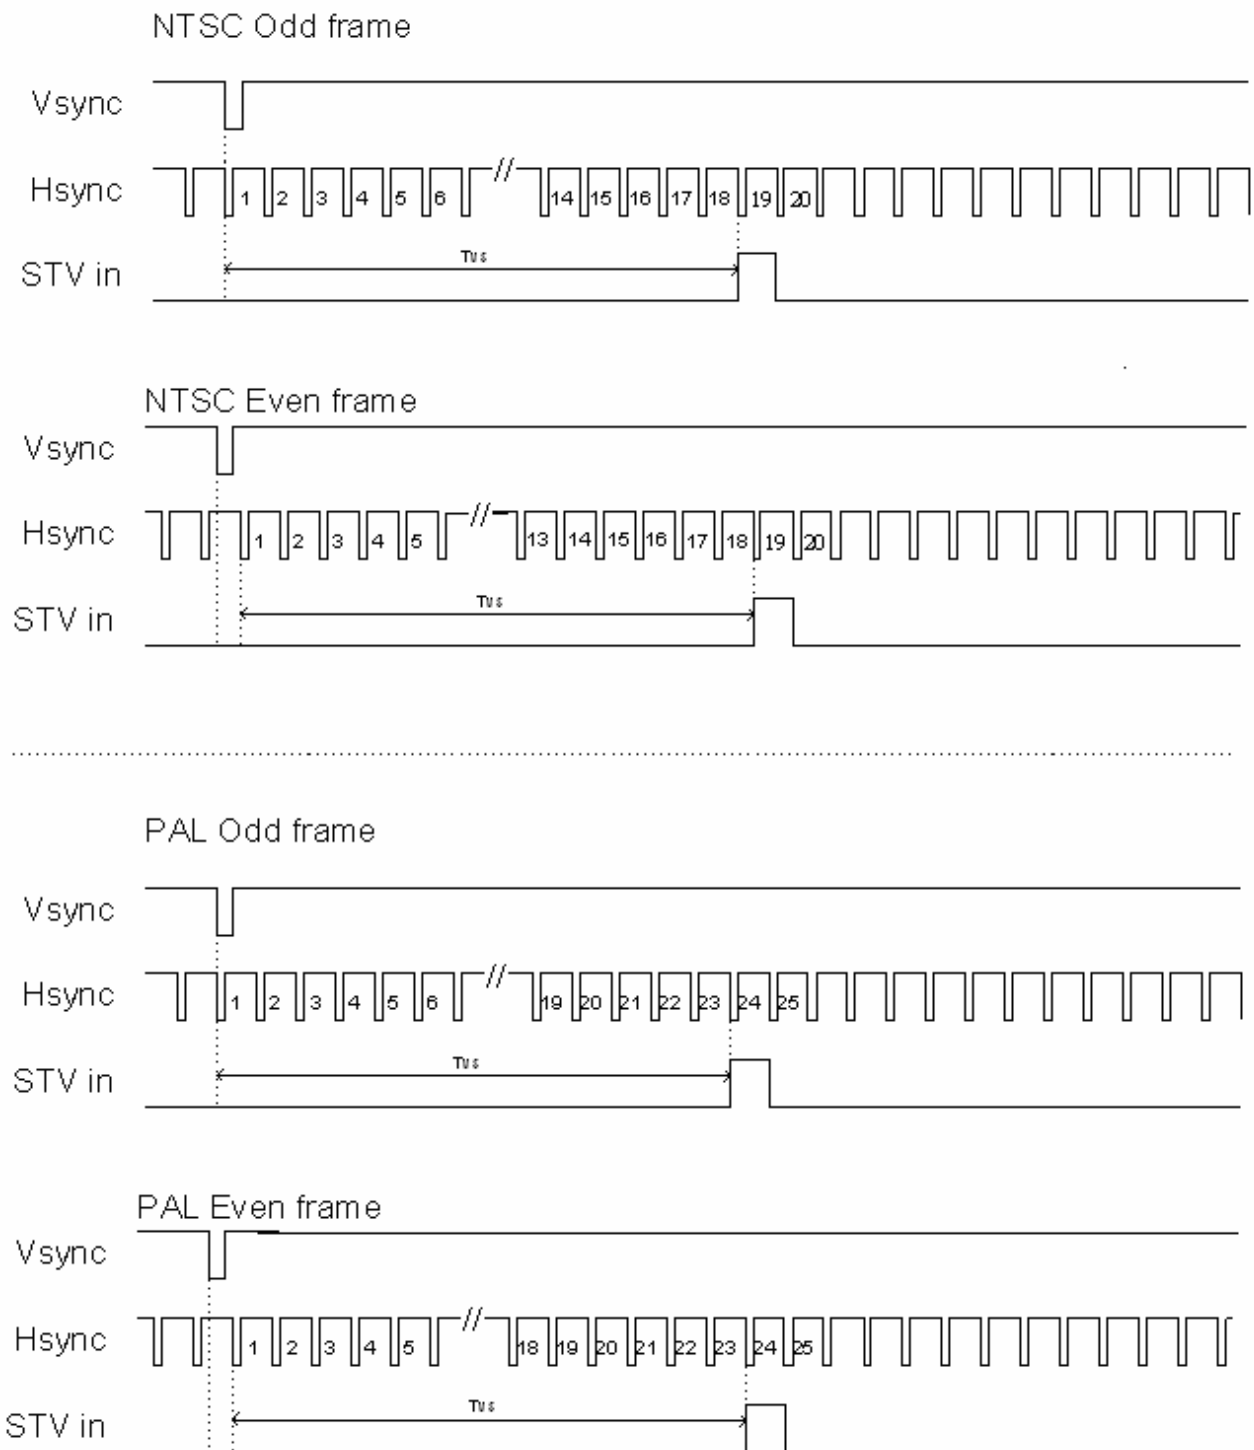 NTSC Odd frame
Vsync
Hsync 1 2 3 4 5 6 // 14 15 16 17 18 19 20
Tvs
STV in
NTSC Even frame
Vsync
Hsync 1 2 3 4 5 // 13 14 15 16 17 18 19 20
Tvs
STV in
PAL Odd frame
Vsync
Hsync 1 2 3 4 5 6 // 19 20 21 22 23 24 25
Tvs
STV in
PAL Even frame
Vsync
Hsync 1 2 3 4 5 // 18 19 20 21 22 23 24 25
Tvs
STV in